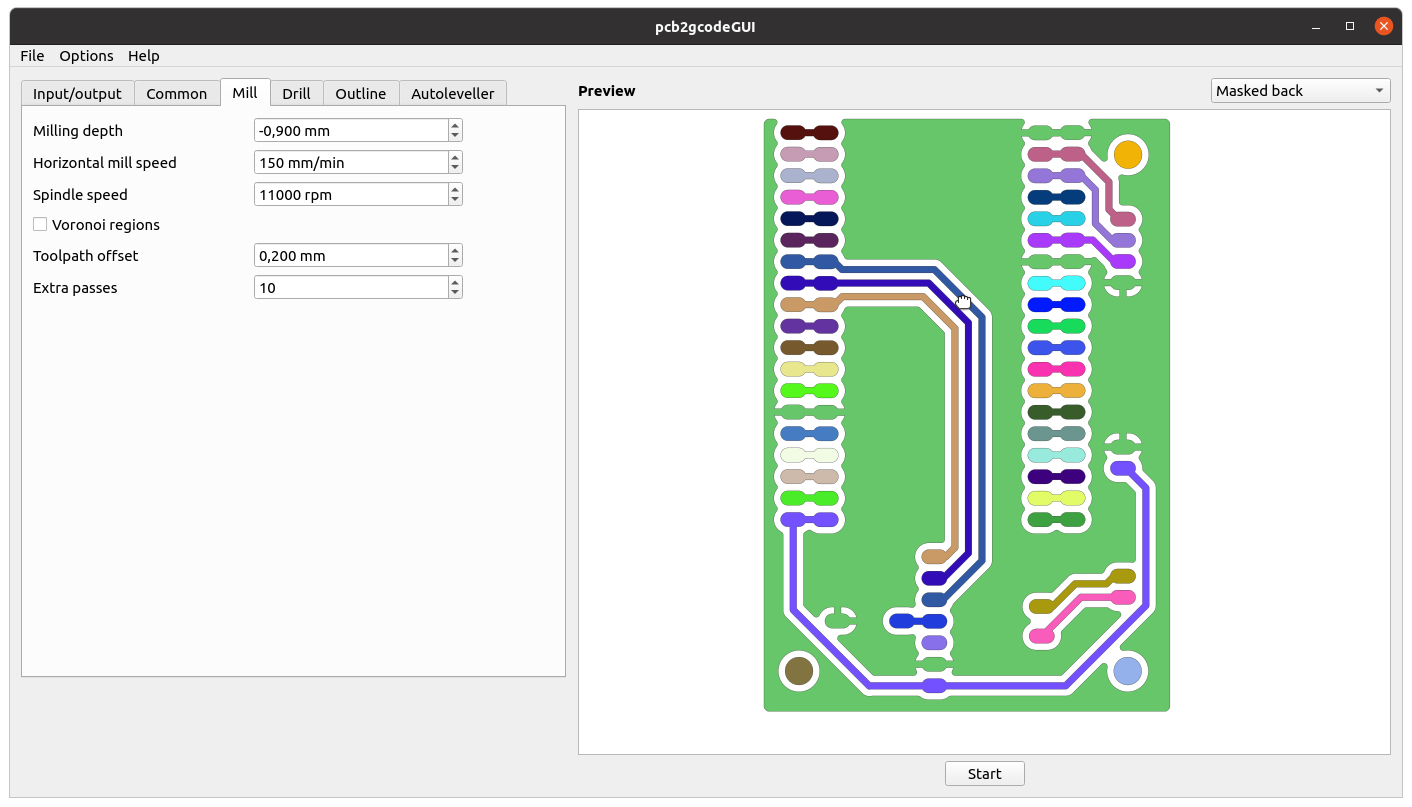 pcb2gcodeGUI
File Options Help
Input/output Common Mill Drill Outline Autoleveller
Preview
Masked back
Milling depth -0,900 mm
Horizontal mill speed 150 mm/min
Spindle speed 11000 rpm
Voronoi regions
Toolpath offset 0,200 mm
Extra passes 10
Start